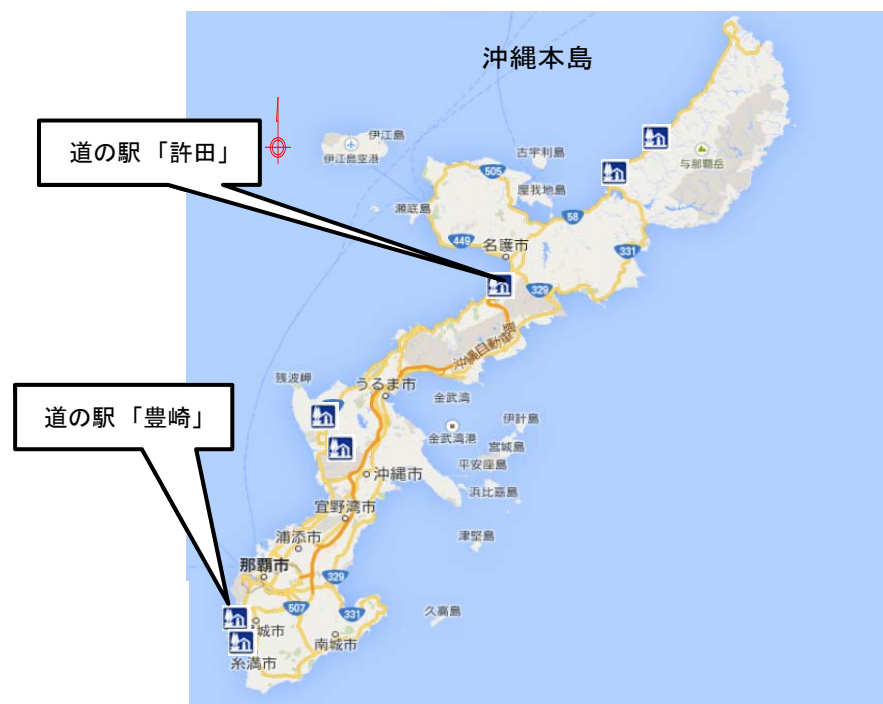 沖縄本島
道の駅 「許田」
伊江島
伊江島空港
古宇利島
屋我地島
与那覇岳
505
瀬底島
58
449
名護市
331
329
沖縄自動車道
残波岬
うるま市
金武湾
道の駅 「豊崎」
伊計島
金武湾港
宮城島
平安座島
沖縄市
浜比嘉島
宜野湾市
津堅島
浦添市
那覇市
329
507
331
久高島
城市
南城市
糸満市